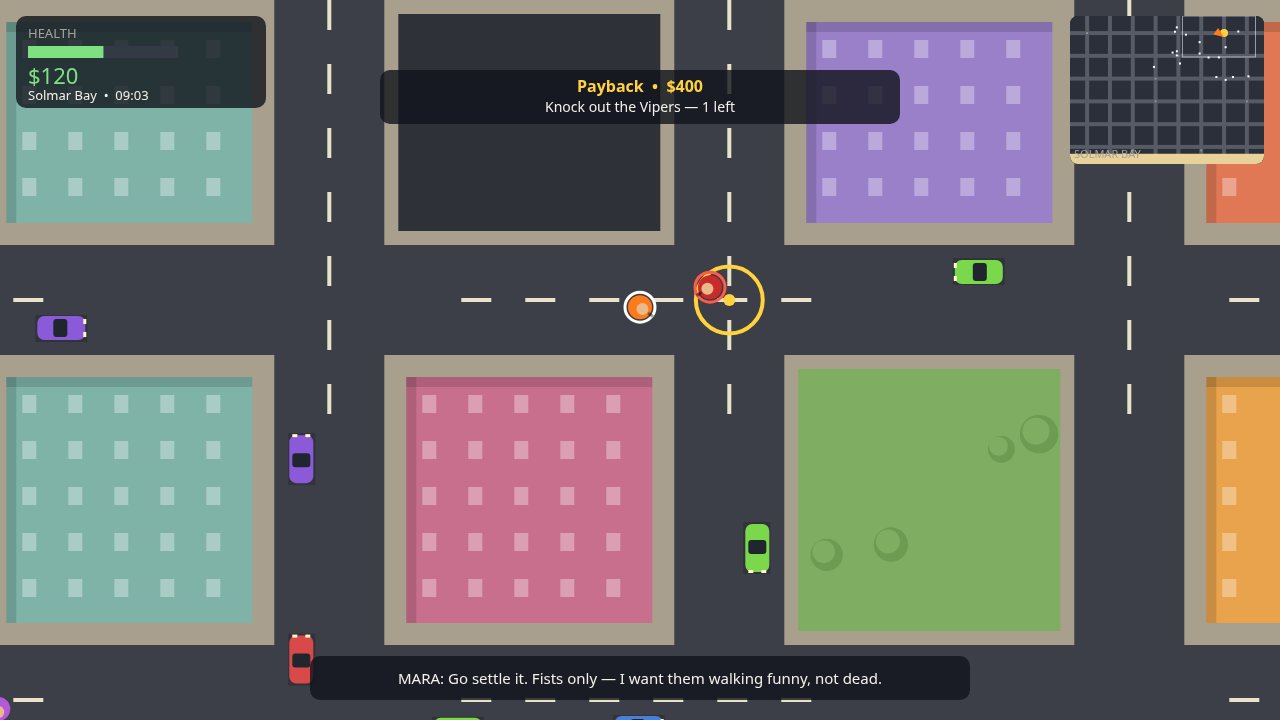 HEALTH
$120
Solmar Bay • 09:03
Payback • $400
Knock out the Vipers — 1 left
SOLMAR BAY
MARA: Go settle it. Fists only — I want them walking funny, not dead.